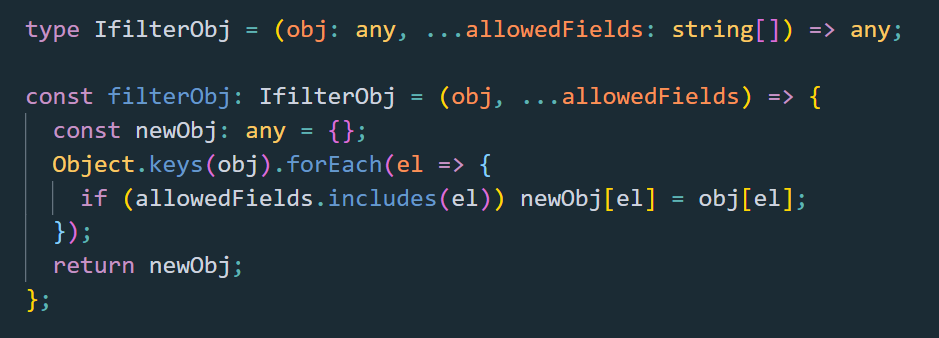 type IfilterObj = (obj: any, ...allowedFields: string[]) => any;

const filterObj: IfilterObj = (obj, ...allowedFields) => {
  const newObj: any = {};
  Object.keys(obj).forEach(el => {
    if (allowedFields.includes(el)) newObj[el] = obj[el];
  });
  return newObj;
};